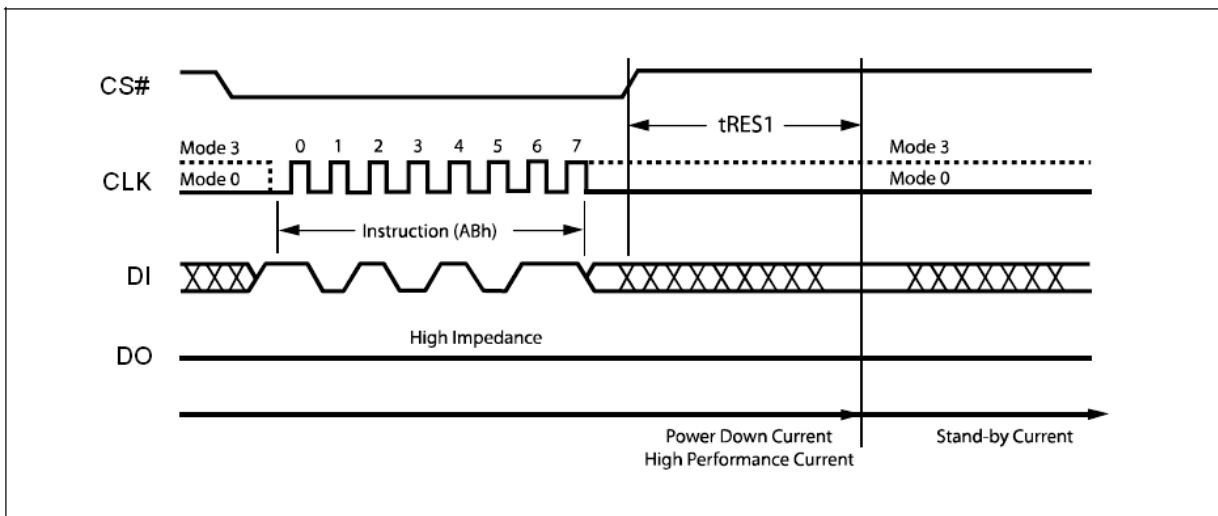 CS#
tRES1
Mode 3 0 1 2 3 4 5 6 7 Mode 3
CLK Mode 0 Mode 0
Instruction (ABh)
DI
High Impedance
DO
Power Down Current Stand-by Current
High Performance Current